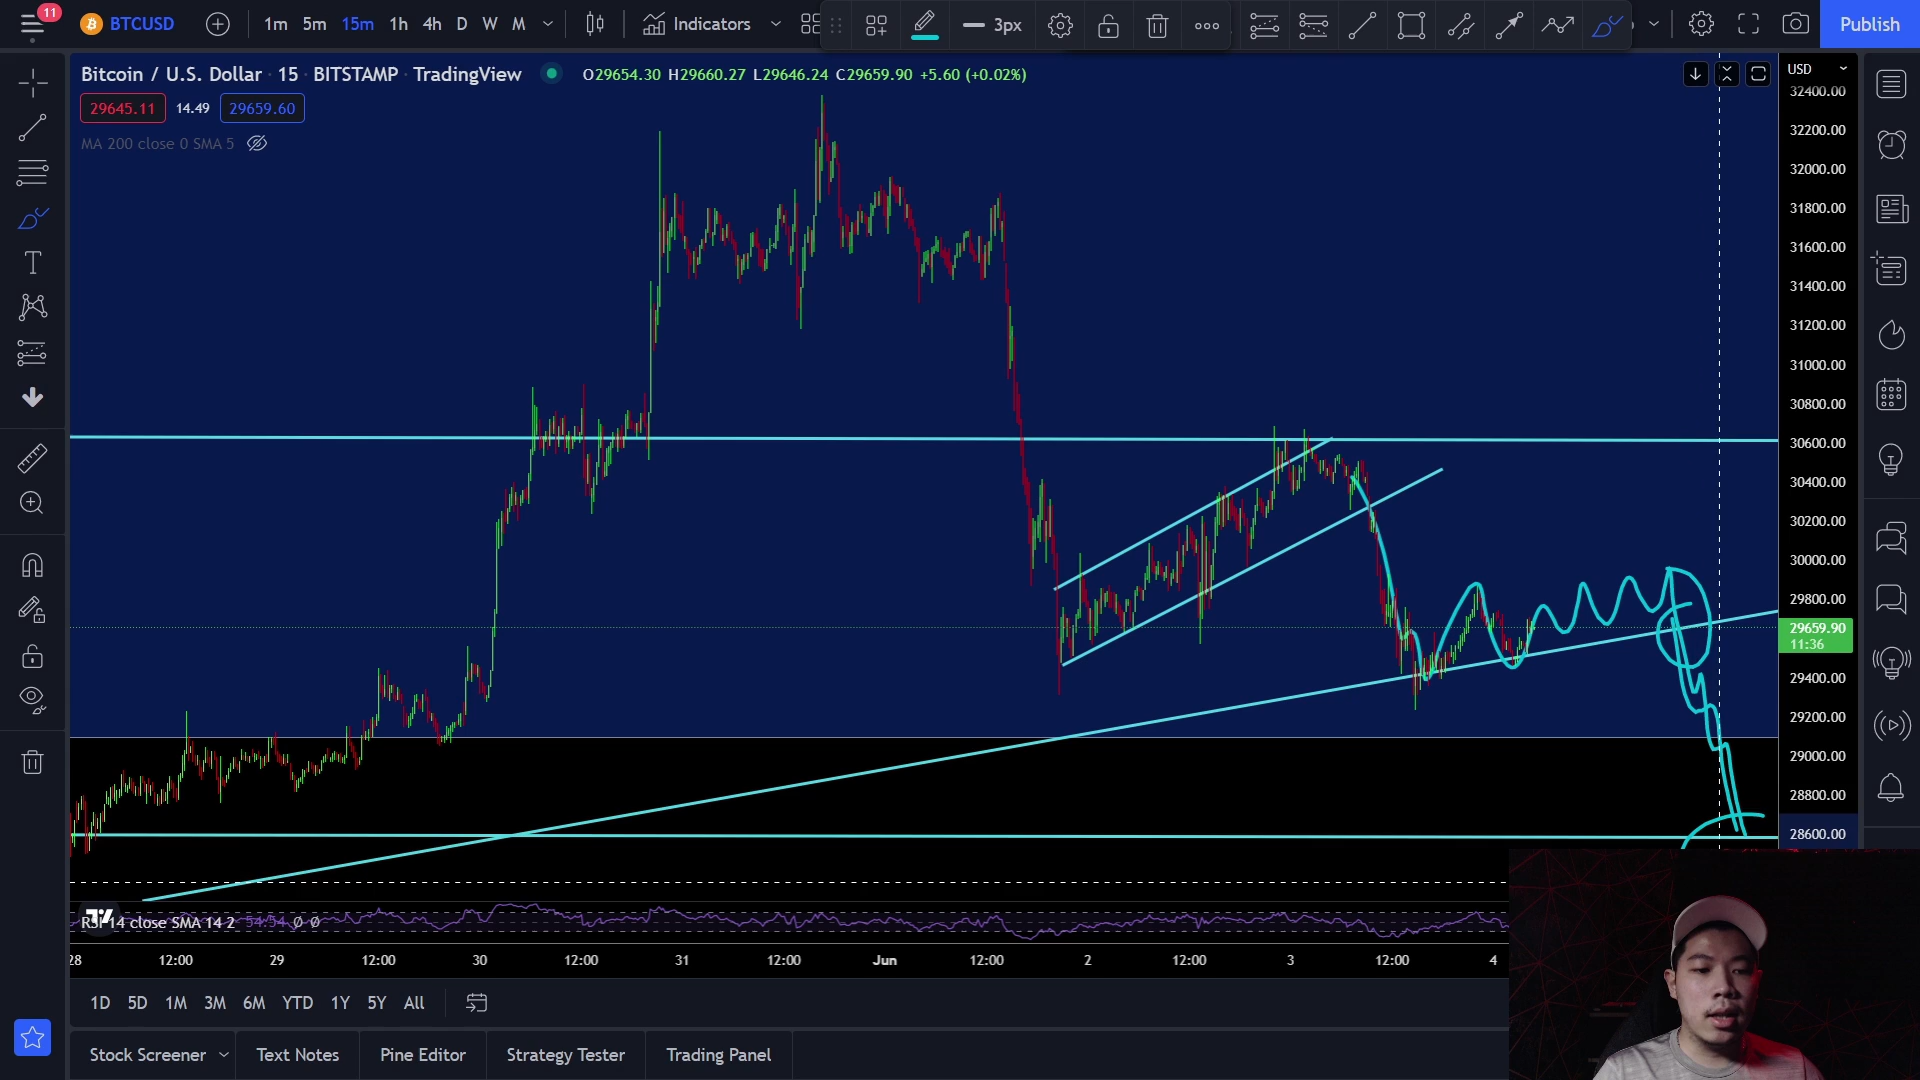 11
BTCUSD
1m 5m 15m 1h 4h D W M
Indicators
3px
Publish
Bitcoin / U.S. Dollar · 15 · BITSTAMP · TradingView
O29654.30 H29660.27 L29646.24 C29659.90 +5.60 (+0.02%)
USD
29645.11 14.49 29659.60
MA 200 close 0 SMA 5
32400.00
32200.00
32000.00
31800.00
31600.00
31400.00
31200.00
31000.00
30800.00
30600.00
30400.00
30200.00
30000.00
29800.00
29659.90
11:36
29400.00
29200.00
29000.00
28800.00
28600.00
RSI 14 close SMA 14 2 54.54 Ø Ø
28 12:00 29 12:00 30 12:00 31 12:00 Jun 12:00 2 12:00 3 12:00 4
1D 5D 1M 3M 6M YTD 1Y 5Y All
Stock Screener Text Notes Pine Editor Strategy Tester Trading Panel